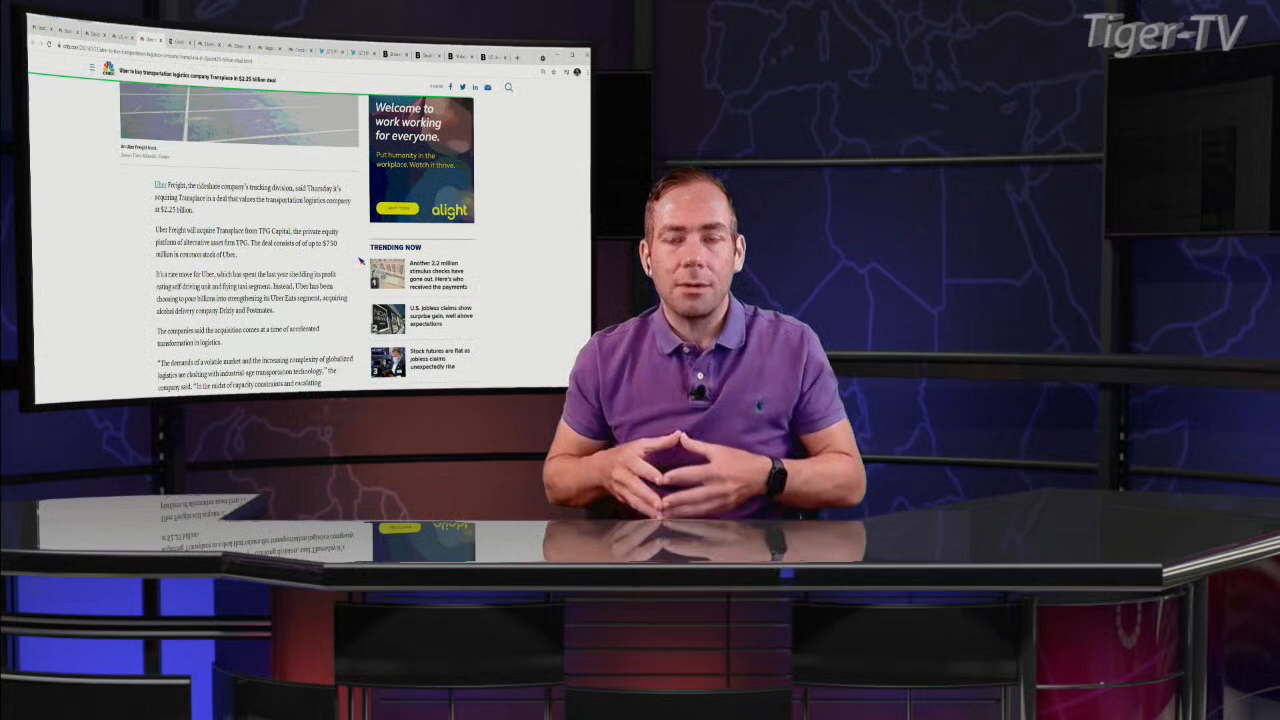 Tiger-TV
CNBC
Uber to buy transportation logistics company Transplace in $2.25 billion deal
SHARE
An Uber Freight truck.
Welcome to
work working
for everyone.
Put humanity in the
workplace. Watch it thrive.
alight
Uber Freight, the rideshare company's trucking division, said Thursday it's
acquiring Transplace in a deal that values the transportation logistics company
at $2.25 billion.
Uber Freight will acquire Transplace from TPG Capital, the private equity
platform of alternative asset firm TPG. The deal consists of of up to $750
million in common stock of Uber.
It's a rare move for Uber, which has spent the last year shedding its profit
eating self driving unit and flying taxi segment. Instead, Uber has been
choosing to pour billions into strengthening its Uber Eats segment, acquiring
alcohol delivery company Drizly and Postmates.
The companies said the acquisition comes at a time of accelerated
transformation in logistics.
"The demands of a volatile market and the increasing complexity of globalized
logistics are clashing with industrial-age transportation technology," the
company said. "In the midst of capacity constraints and escalating
TRENDING NOW
Another 2.2 million
stimulus checks have
gone out. Here's who
received the payments
2
U.S. jobless claims show
surprise gain, well above
expectations
3
Stock futures are flat as
jobless claims
unexpectedly rise